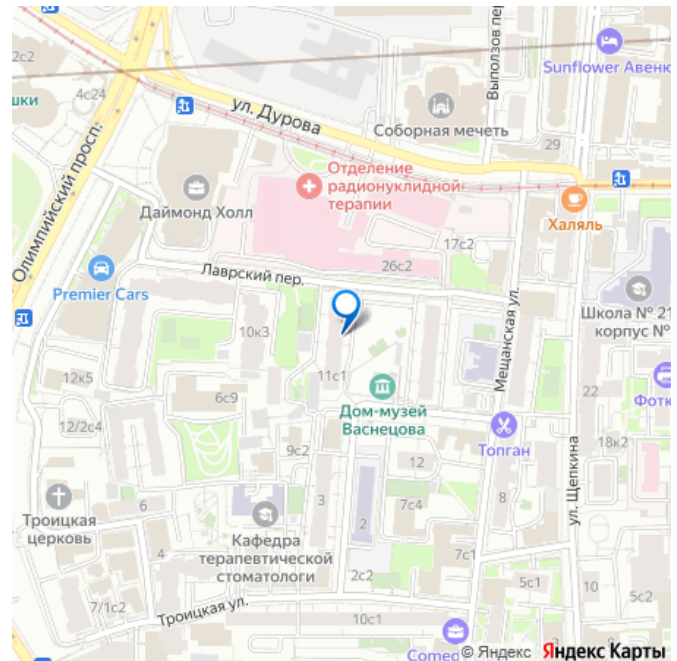 2с2
Выползов пер.
Sunflower Авеню
4с24
шки
ул. Дурова
Соборная мечеть
29
Олимпийский просп.
Отделение
радионуклидной
терапии
Даймонд Холл
Халяль
17с2
26с2
Лаврский пер.
Premier Cars
Школа № 21
корпус №
Мещанская ул.
10к3
11с1
12к5
6с9
Дом-музей
Васнецова
22
Фотк
Топган
12/2с4
9с2
12
18к2
ул. Щепкина
Троицкая
церковь
6
3
7с4
8
Кафедра
терапевтической
стоматологи
2
4
7с1
2с2
5с1
10
5с2
7/1с2
Троицкая ул.
10с1
Comed
© Яндекс Яндекс Карты